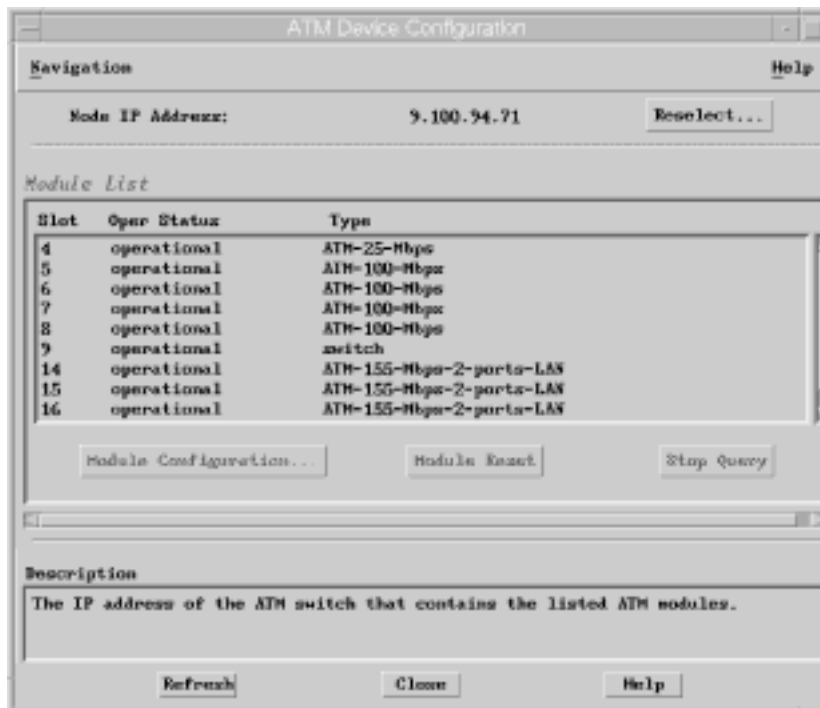 ATM Device Configuration
Navigation Help
Node IP Address: 9.100.94.71 Reselect...
Module List
Slot Oper Status Type
4 operational ATM-25-Mbps
5 operational ATM-100-Mbps
6 operational ATM-100-Mbps
7 operational ATM-100-Mbps
8 operational ATM-100-Mbps
9 operational switch
14 operational ATM-155-Mbps-2-ports-LAN
15 operational ATM-155-Mbps-2-ports-LAN
16 operational ATM-155-Mbps-2-ports-LAN
Module Configuration... Module Reset Stop Query
Description
The IP address of the ATM switch that contains the listed ATM modules.
Refresh Close Help